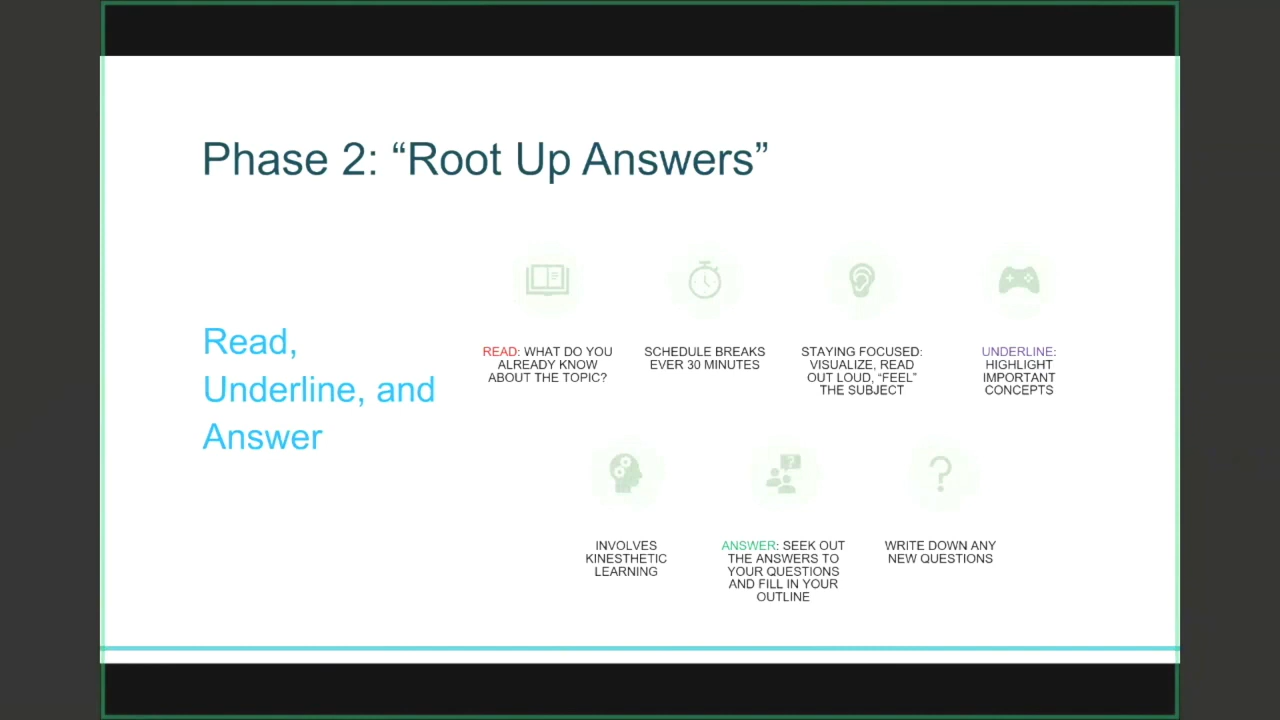 Phase 2: “Root Up Answers”
Read,
Underline, and
Answer
READ: WHAT DO YOU
ALREADY KNOW
ABOUT THE TOPIC?
SCHEDULE BREAKS
EVER 30 MINUTES
STAYING FOCUSED:
VISUALIZE, READ
OUT LOUD, “FEEL”
THE SUBJECT
UNDERLINE:
HIGHLIGHT
IMPORTANT
CONCEPTS
INVOLVES
KINESTHETIC
LEARNING
ANSWER: SEEK OUT
THE ANSWERS TO
YOUR QUESTIONS
AND FILL IN YOUR
OUTLINE
WRITE DOWN ANY
NEW QUESTIONS